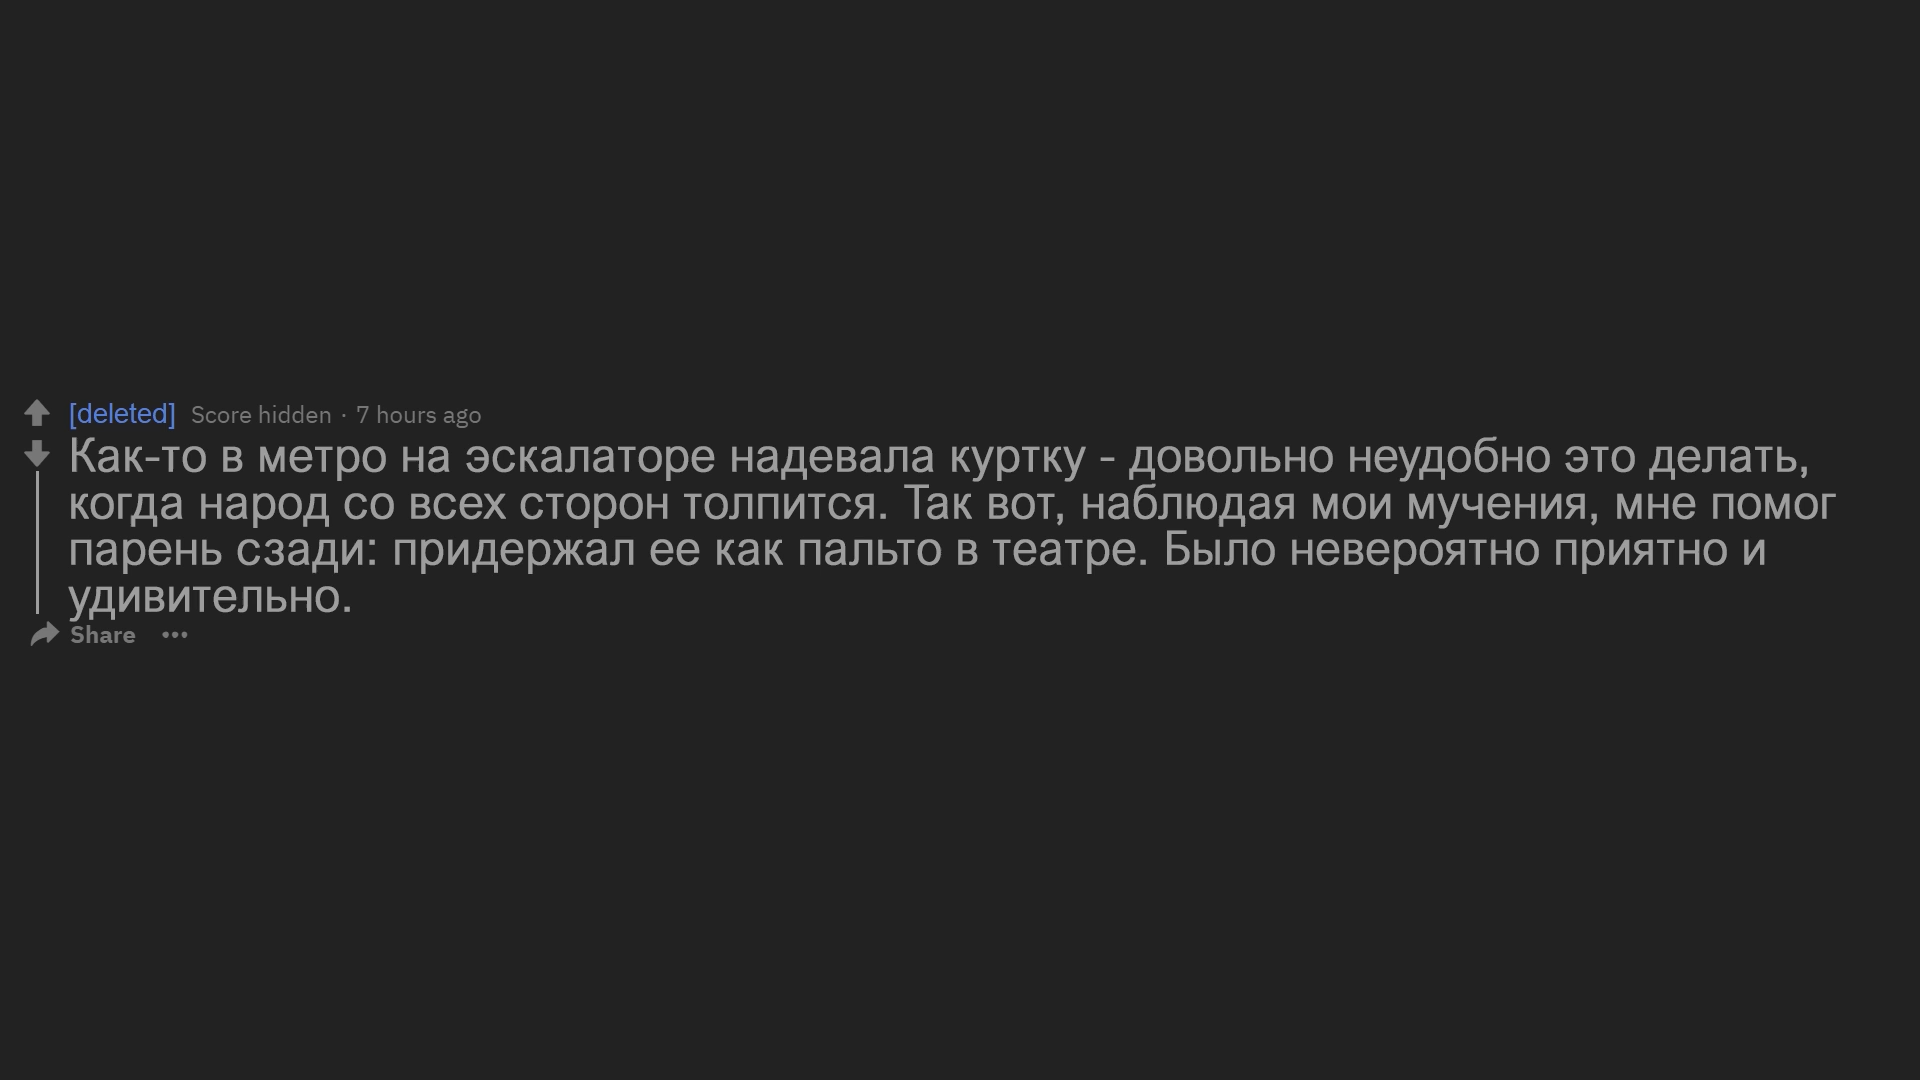 [deleted] Score hidden · 7 hours ago
Как-то в метро на эскалаторе надевала куртку - довольно неудобно это делать,
когда народ со всех сторон толпится. Так вот, наблюдая мои мучения, мне помог
парень сзади: придержал ее как пальто в театре. Было невероятно приятно и
удивительно.
Share ...